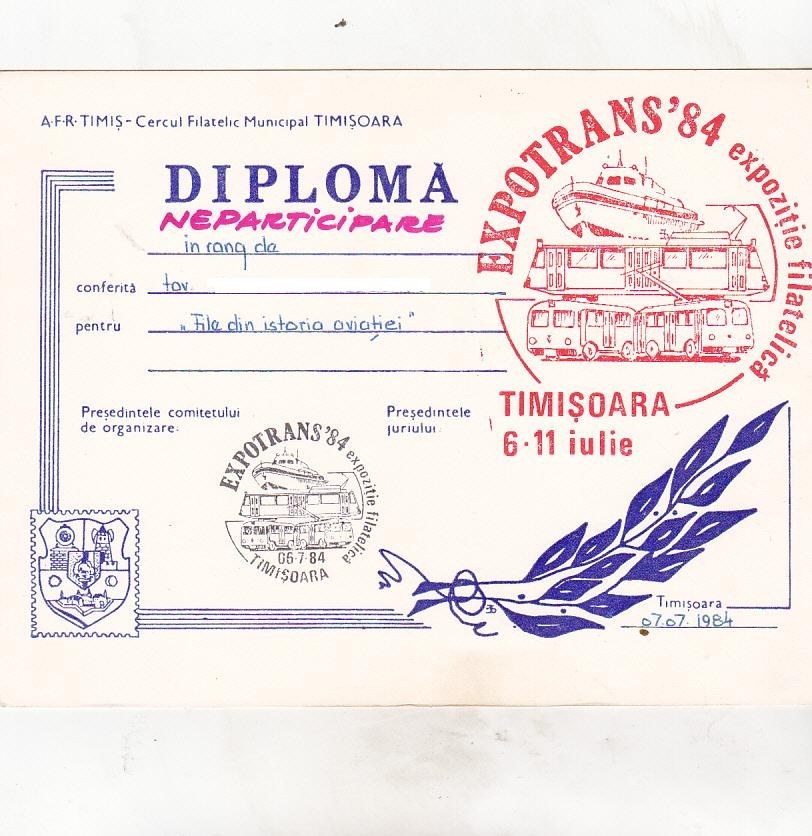 A·F·R·TIMIȘ - Cercul Filatelic Municipal TIMIȘOARA
DIPLOMĂ
NEPARTICIPARE
in rang de
conferită tov.
pentru „File din istoria aviației"
Președintele comitetului
de organizare:
Președintele
juriului:
EXPOTRANS'84 expoziție filatelică
TIMIȘOARA
6·11 iulie
EXPOTRANS'84 expoziție filatelică
06·7·84
TIMIȘOARA
Timișoara
07.07.1984